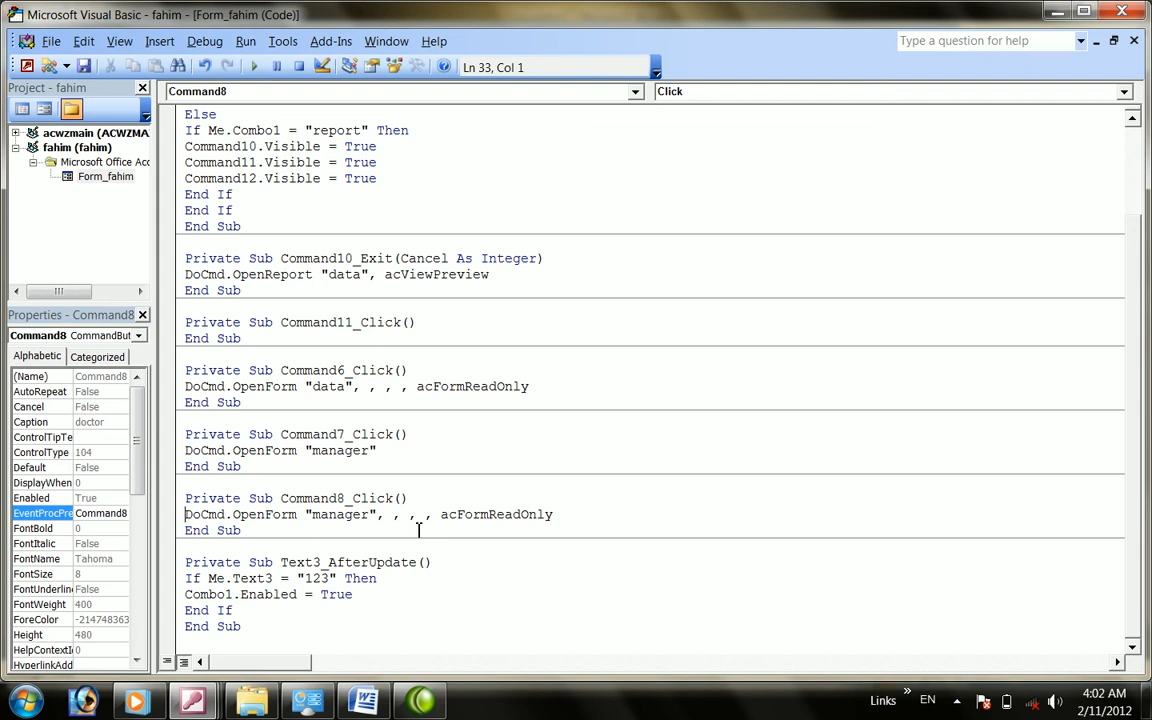 Microsoft Visual Basic - fahim - [Form_fahim (Code)]
File Edit View Insert Debug Run Tools Add-Ins Window Help
Type a question for help
Ln 33, Col 1
Project - fahim
Command8
Click
acwzmain (ACWZMA
fahim (fahim)
Microsoft Office Acc
Form_fahim
Else
If Me.Combo1 = "report" Then
Command10.Visible = True
Command11.Visible = True
Command12.Visible = True
End If
End If
End Sub
Private Sub Command10_Exit(Cancel As Integer)
DoCmd.OpenReport "data", acViewPreview
End Sub
Private Sub Command11_Click()
End Sub
Private Sub Command6_Click()
DoCmd.OpenForm "data", , , , acFormReadOnly
End Sub
Private Sub Command7_Click()
DoCmd.OpenForm "manager"
End Sub
Private Sub Command8_Click()
DoCmd.OpenForm "manager", , , , acFormReadOnly
End Sub
Private Sub Text3_AfterUpdate()
If Me.Text3 = "123" Then
Combo1.Enabled = True
End If
End Sub
Properties - Command8
Command8 CommandBut
Alphabetic Categorized
(Name) Command8
AutoRepeat False
Cancel False
Caption doctor
ControlTipTe
ControlType 104
Default False
DisplayWhen 0
Enabled True
EventProcPre Command8
FontBold 0
FontItalic False
FontName Tahoma
FontSize 8
FontUnderlin False
FontWeight 400
ForeColor -214748363
Height 480
HelpContextI 0
HyperlinkAdd
Links
EN
4:02 AM
2/11/2012